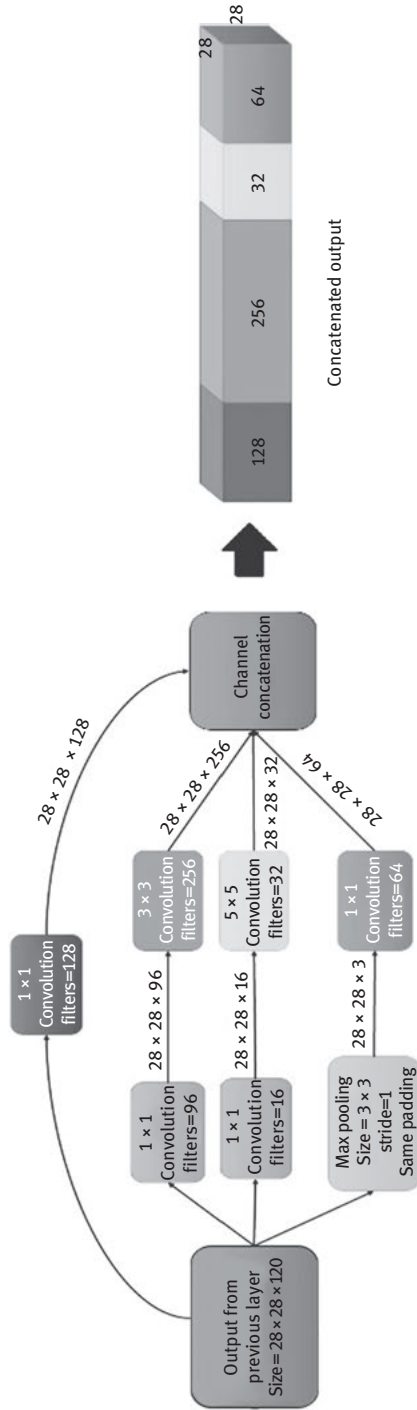 1 × 1
Convolution
filters=128
28 × 28 × 128
Output from
previous layer
Size= 28 × 28 × 120
1 × 1
Convolution
filters=96
28 × 28 × 96
3 × 3
Convolution
filters=256
28 × 28 × 256
1 × 1
Convolution
filters=16
28 × 28 × 16
5 × 5
Convolution
filters=32
28 × 28 × 32
Max pooling
Size = 3 × 3
stride=1
Same padding
28 × 28 × 3
1 × 1
Convolution
filters=64
28 × 28 × 64
Channel
concatenation
128
256
32
64
28
28
Concatenated output